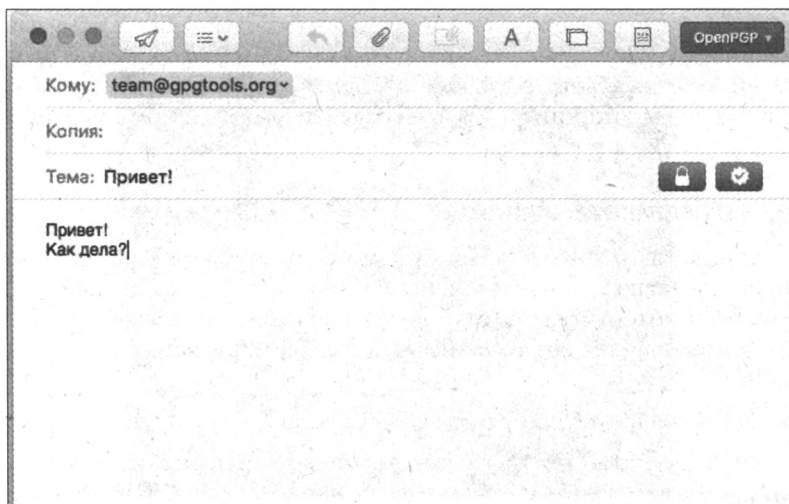 A
OpenPGP
Кому: team@gpgtools.org
Копия:
Тема: Привет!
Привет!
Как дела?